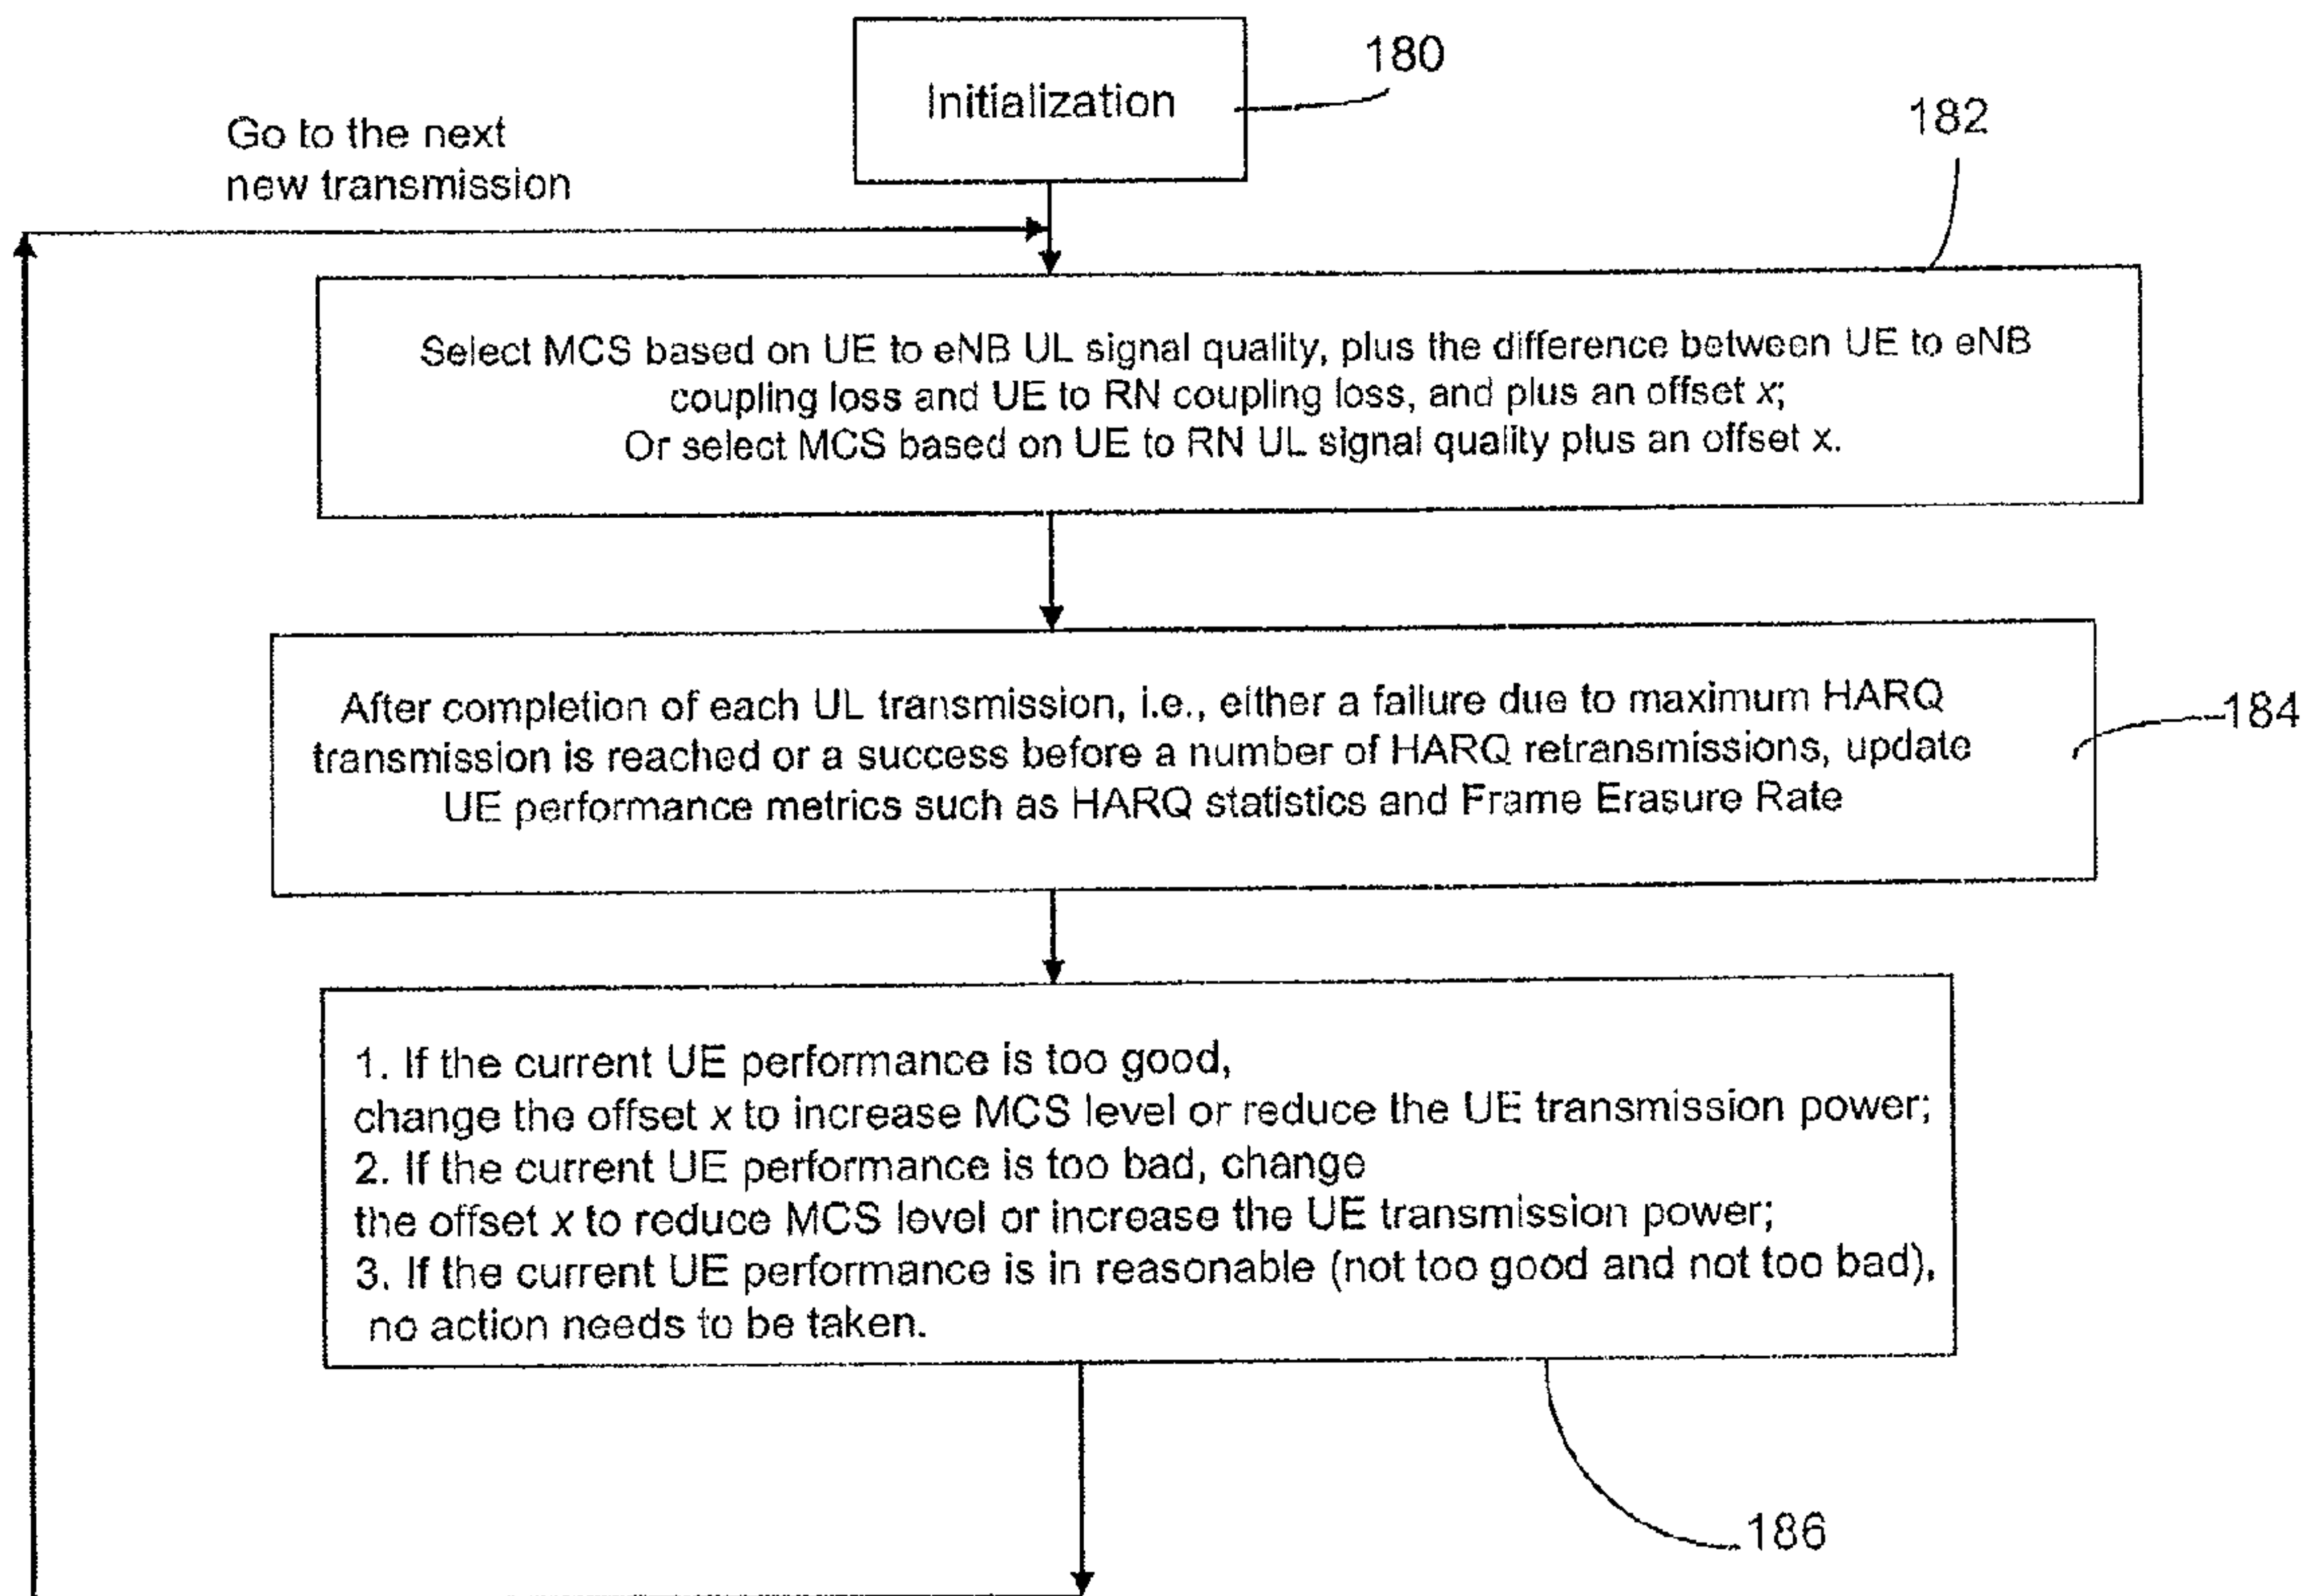 Initialization
180
Go to the next
new transmission
182
Select MCS based on UE to eNB UL signal quality, plus the difference between UE to eNB
coupling loss and UE to RN coupling loss, and plus an offset x;
Or select MCS based on UE to RN UL signal quality plus an offset x.
After completion of each UL transmission, i.e., either a failure due to maximum HARQ
transmission is reached or a success before a number of HARQ retransmissions, update
UE performance metrics such as HARQ statistics and Frame Erasure Rate
184
1. If the current UE performance is too good,
change the offset x to increase MCS level or reduce the UE transmission power;
2. If the current UE performance is too bad, change
the offset x to reduce MCS level or increase the UE transmission power;
3. If the current UE performance is in reasonable (not too good and not too bad),
no action needs to be taken.
186